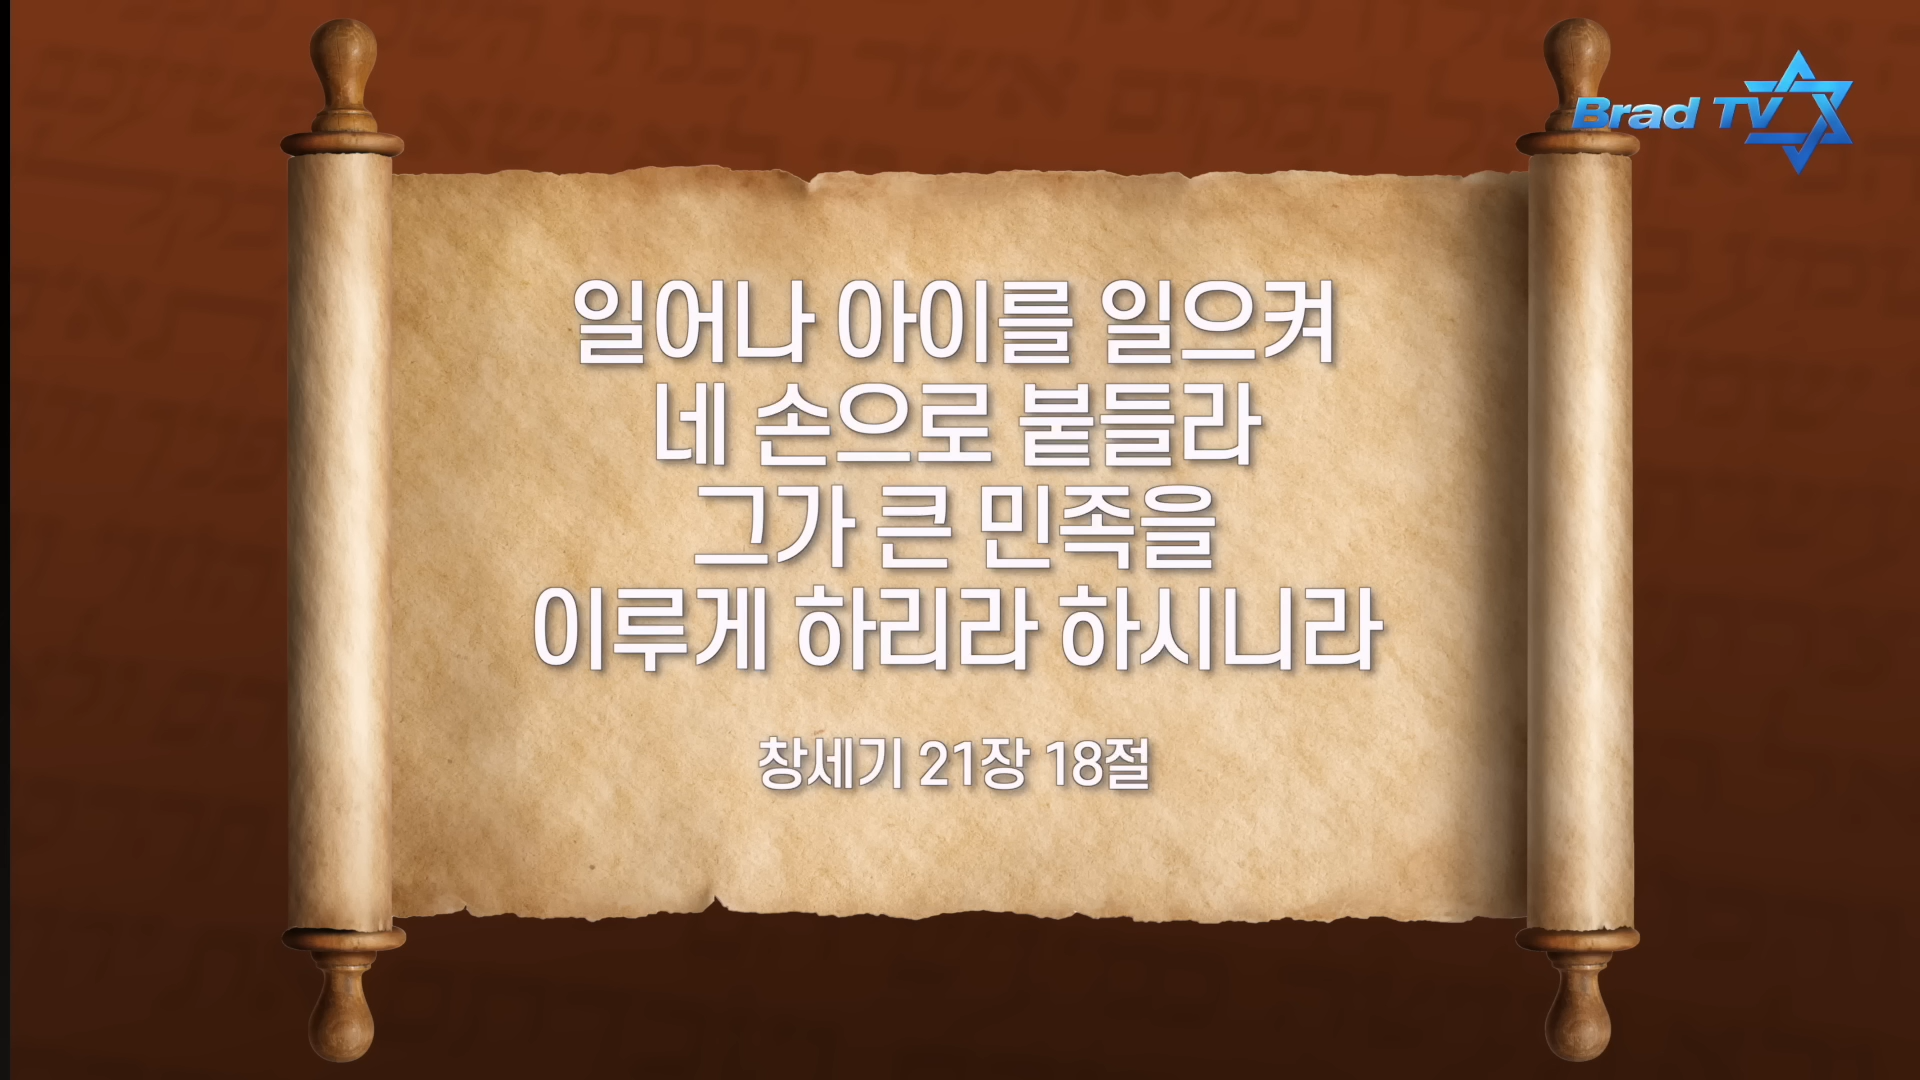 Brad TV
일어나 아이를 일으켜
네 손으로 붙들라
그가 큰 민족을
이루게 하리라 하시니라
창세기 21장 18절